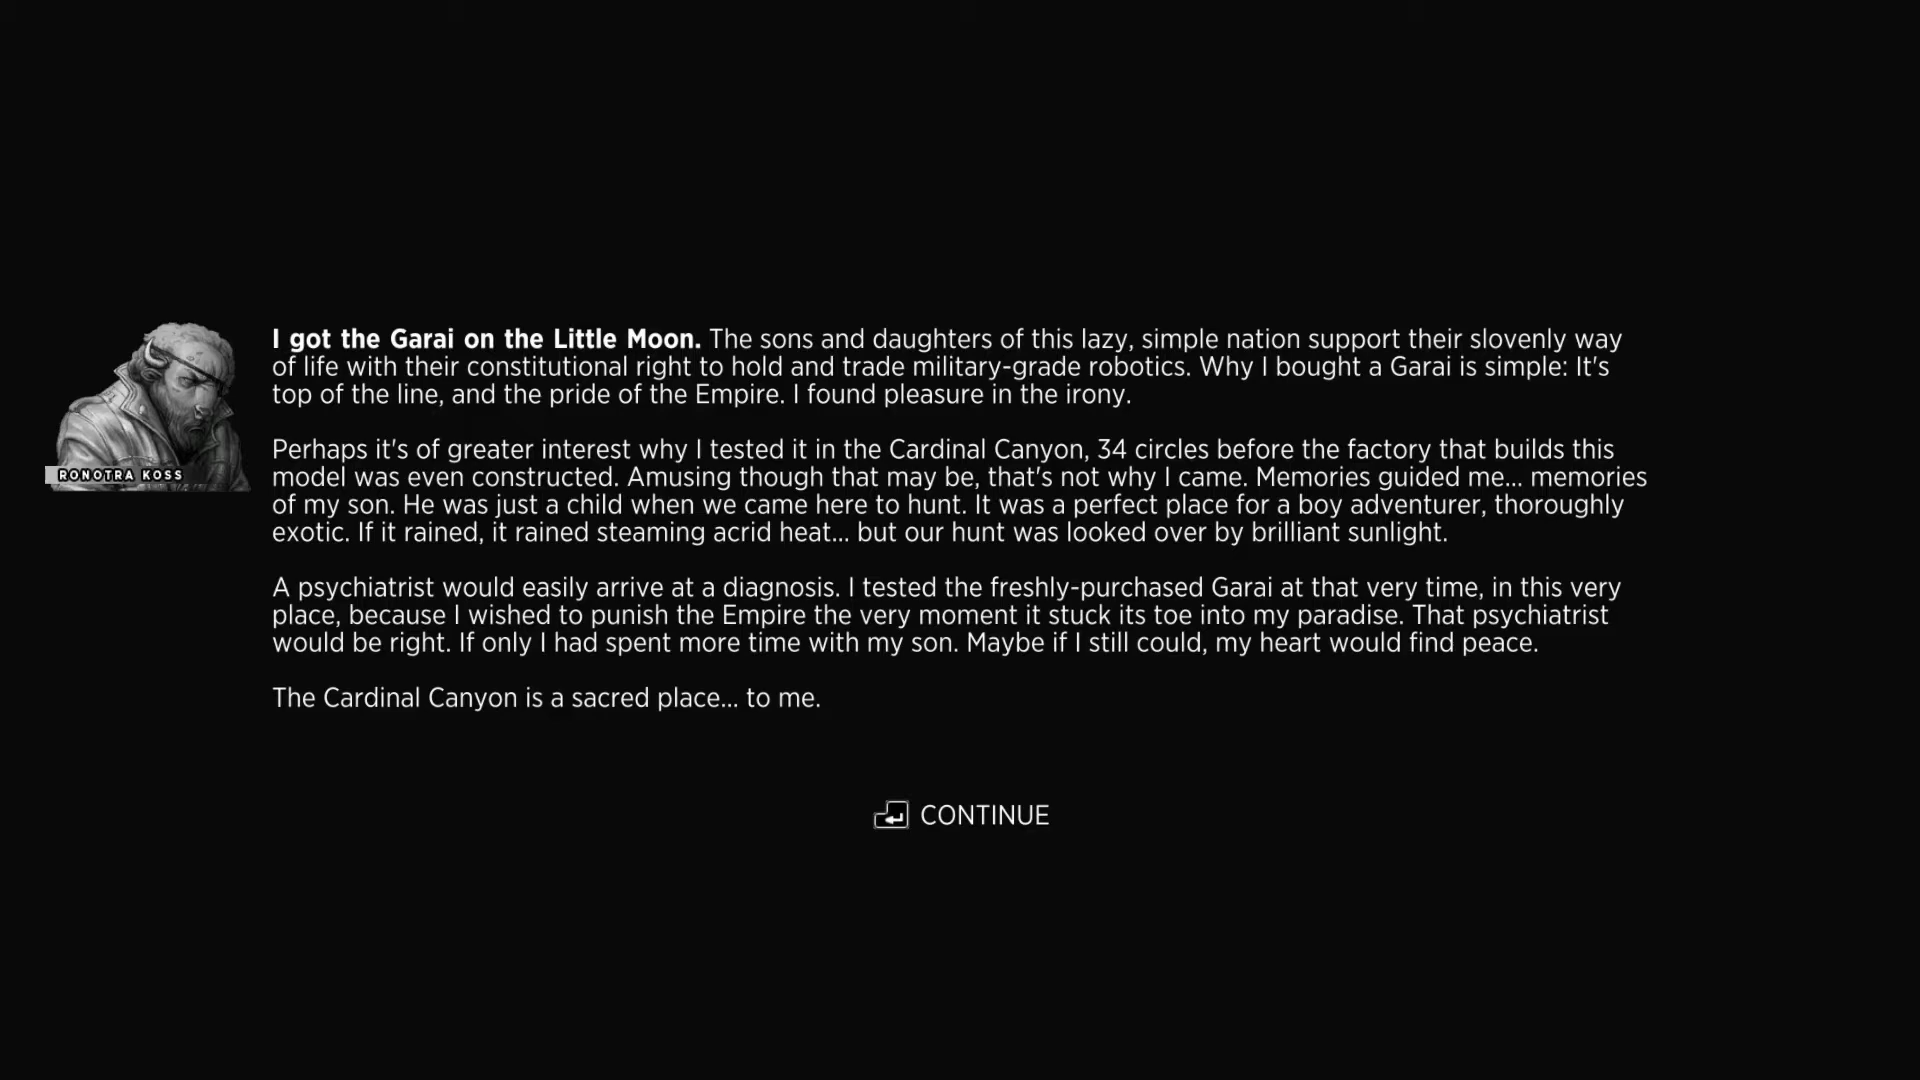 I got the Garai on the Little Moon. The sons and daughters of this lazy, simple nation support their slovenly way
of life with their constitutional right to hold and trade military-grade robotics. Why I bought a Garai is simple: It's
top of the line, and the pride of the Empire. I found pleasure in the irony.
Perhaps it's of greater interest why I tested it in the Cardinal Canyon, 34 circles before the factory that builds this
model was even constructed. Amusing though that may be, that's not why I came. Memories guided me... memories
of my son. He was just a child when we came here to hunt. It was a perfect place for a boy adventurer, thoroughly
exotic. If it rained, it rained steaming acrid heat... but our hunt was looked over by brilliant sunlight.
RONOTRA KOSS
A psychiatrist would easily arrive at a diagnosis. I tested the freshly-purchased Garai at that very time, in this very
place, because I wished to punish the Empire the very moment it stuck its toe into my paradise. That psychiatrist
would be right. If only I had spent more time with my son. Maybe if I still could, my heart would find peace.
The Cardinal Canyon is a sacred place... to me.
CONTINUE